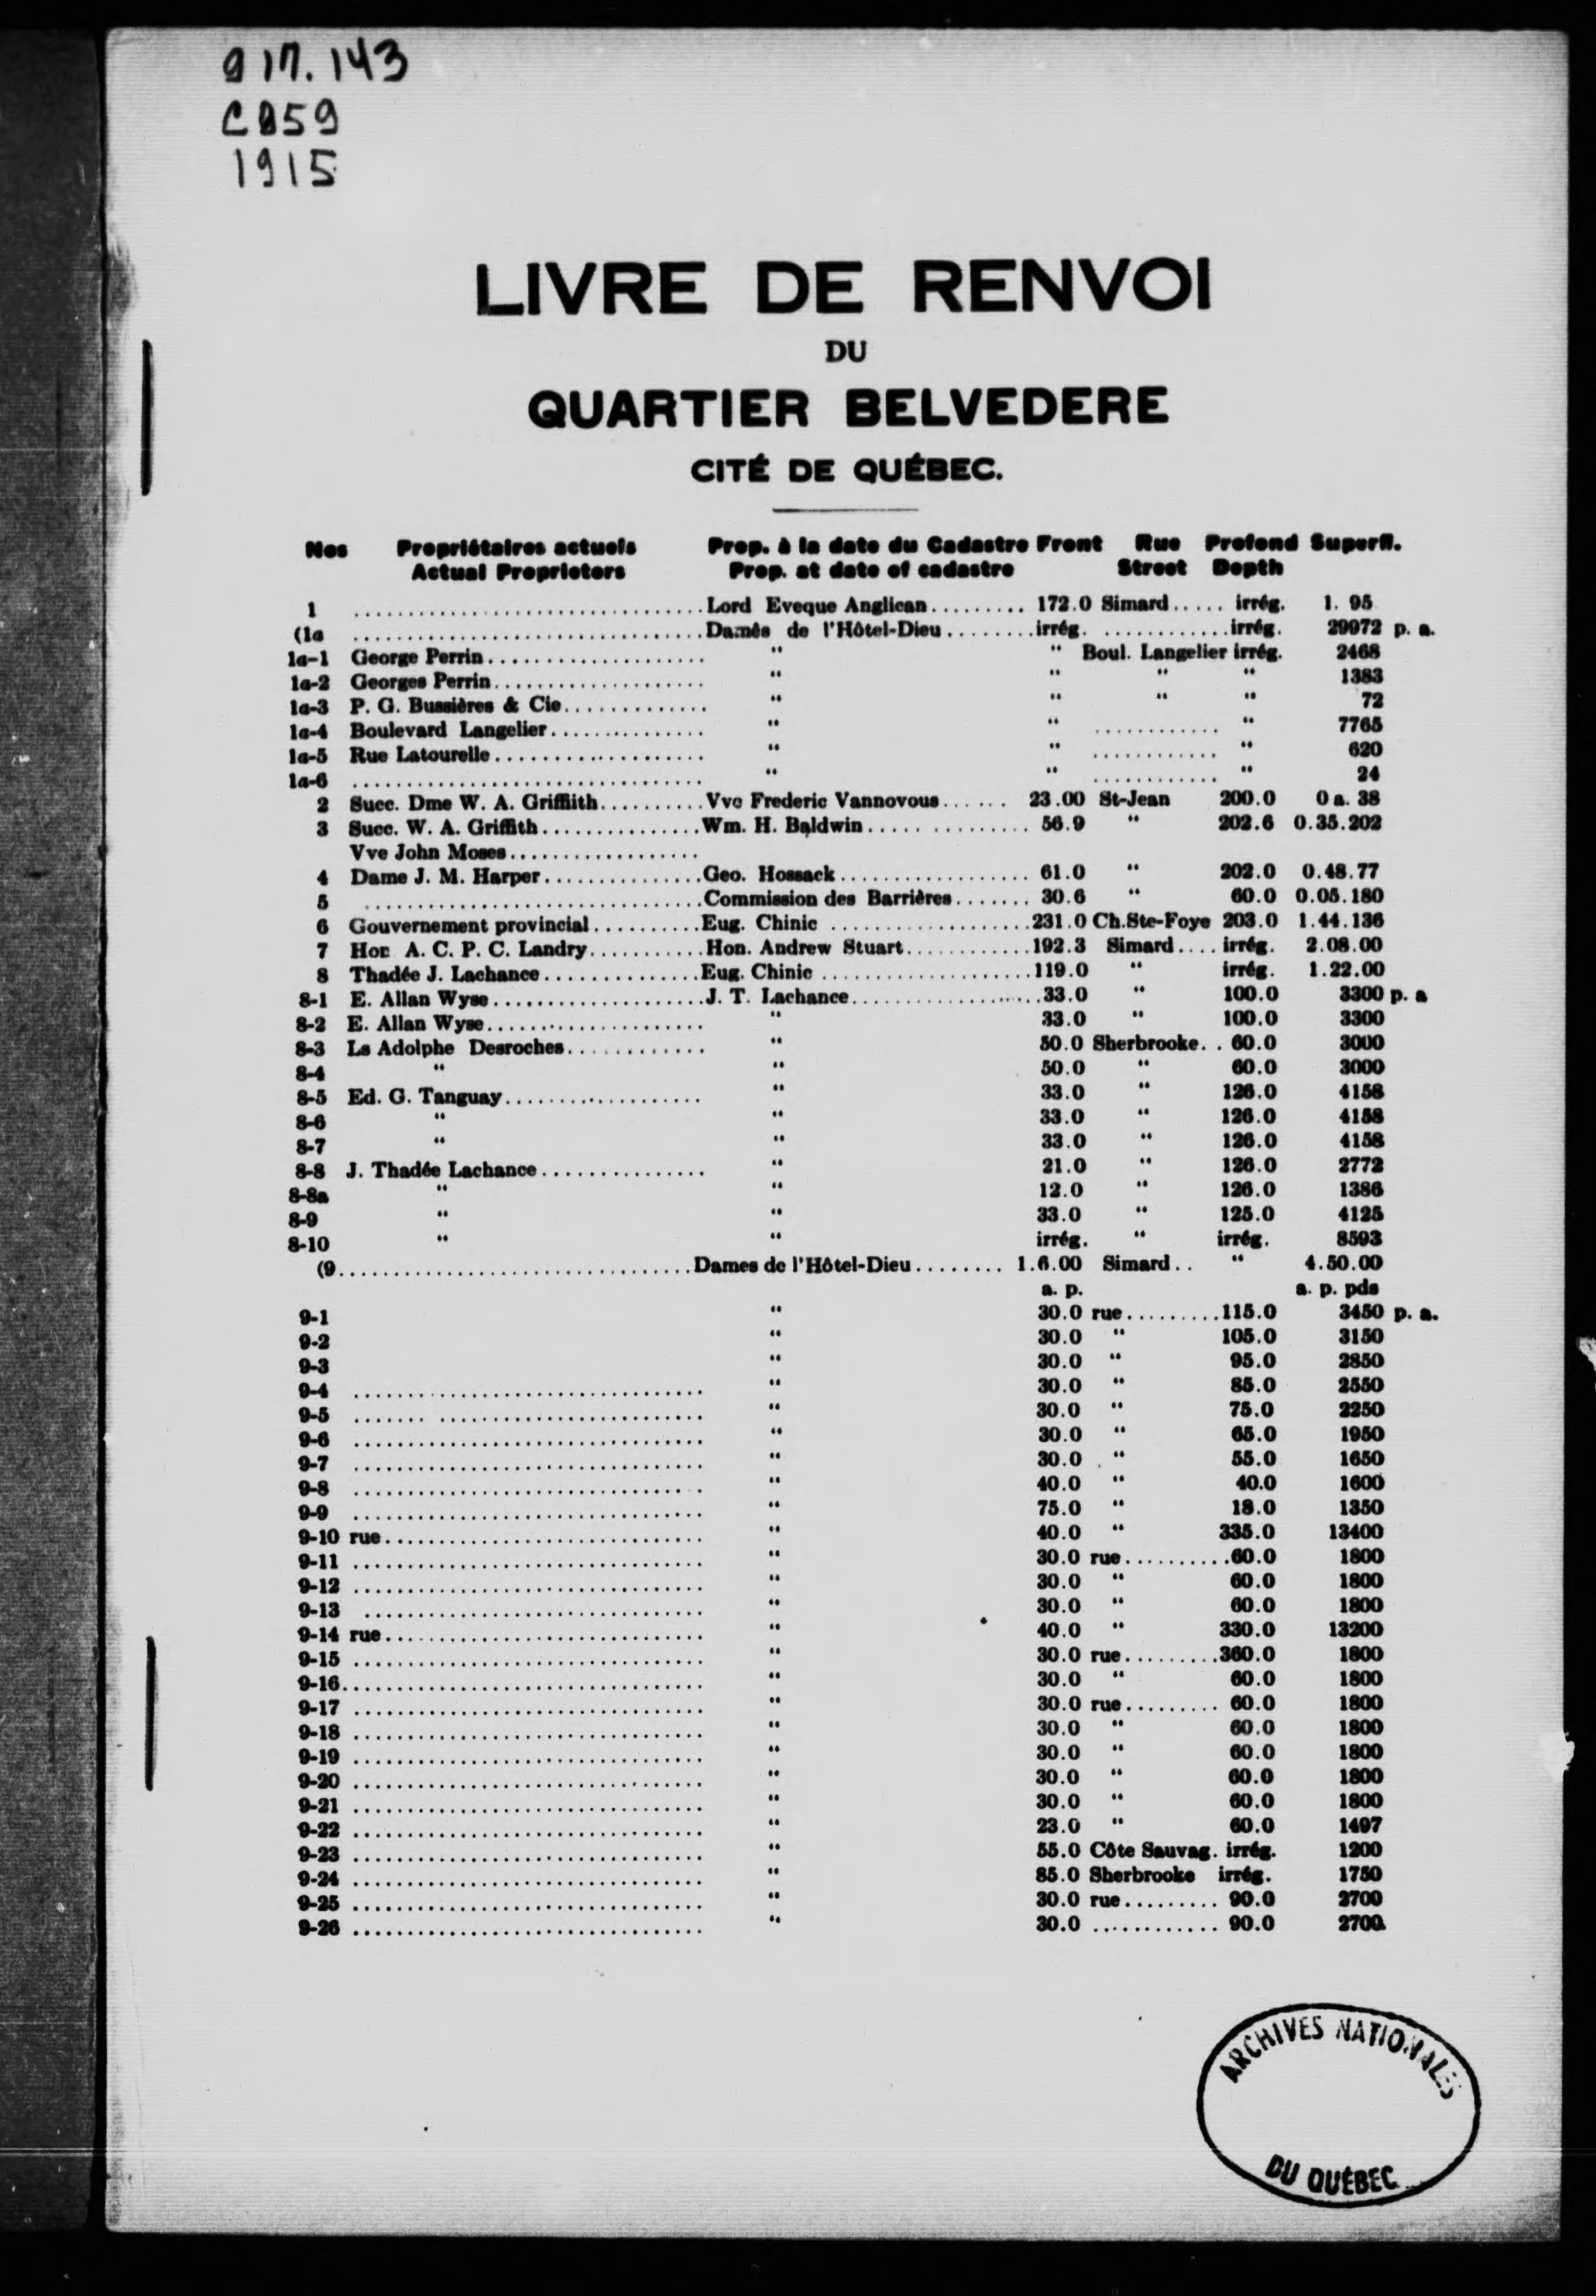 917.143
C959
1915
LIVRE DE RENVOI
DU
QUARTIER BELVEDERE
CITÉ DE QUÉBEC.
Nos Propriétaires actuels Prop. à la date du Cadastre Front Rue Profond Superfi.
Actual Proprietors Prop. at date of cadastre Street Depth
1 ................................Lord Eveque Anglican......... 172.0 Simard..... irrég. 1. 95
(1a ................................Damés de l'Hôtel-Dieu........irrég. ............irrég. 29972 p. a.
1a-1 George Perrin.................... " " Boul. Langelier irrég. 2468
1a-2 Georges Perrin.................... " " " " 1383
1a-3 P. G. Bussières & Cie............. " " " " 72
1a-4 Boulevard Langelier............... " " ............ " 7765
1a-5 Rue Latourelle.................... " " ............ " 620
1a-6 ................................ " " ............ " 24
2 Succ. Dme W. A. Griffiith..........Vve Frederic Vannovous...... 23.00 St-Jean 200.0 0 a. 38
3 Succ. W. A. Griffith...............Wm. H. Baldwin............... 56.9 " 202.6 0.35.202
Vve John Moses..................
4 Dame J. M. Harper...............Geo. Hossack.................. 61.0 " 202.0 0.48.77
5 ...............................Commission des Barrières....... 30.6 " 60.0 0.05.180
6 Gouvernement provincial..........Eug. Chinic ...................231.0 Ch.Ste-Foye 203.0 1.44.136
7 Hon A. C. P. C. Landry...........Hon. Andrew Stuart............192.3 Simard.... irrég. 2.08.00
8 Thadée J. Lachance...............Eug. Chinic ....................119.0 " irrég. 1.22.00
8-1 E. Allan Wyse....................J. T. Lachance..................33.0 " 100.0 3300 p. a
8-2 E. Allan Wyse..................... " 33.0 " 100.0 3300
8-3 Ls Adolphe Desroches............. " 50.0 Sherbrooke. . 60.0 3000
8-4 " " 50.0 " 60.0 3000
8-5 Ed. G. Tanguay................... " 33.0 " 126.0 4158
8-6 " " 33.0 " 126.0 4158
8-7 " " 33.0 " 126.0 4158
8-8 J. Thadée Lachance............... " 21.0 " 126.0 2772
8-8a " " 12.0 " 126.0 1386
8-9 " " 33.0 " 125.0 4125
8-10 " " irrég. " irrég. 8593
(9.................................Dames de l'Hôtel-Dieu........ 1.6.00 Simard.. " 4.50.00
a. p. a. p. pds
9-1 " 30.0 rue.........115.0 3450 p. a.
9-2 " 30.0 " 105.0 3150
9-3 " 30.0 " 95.0 2850
9-4 ................................ " 30.0 " 85.0 2550
9-5 ................................ " 30.0 " 75.0 2250
9-6 ................................ " 30.0 " 65.0 1950
9-7 ................................ " 30.0 " 55.0 1650
9-8 ................................ " 40.0 " 40.0 1600
9-9 ................................ " 75.0 " 18.0 1350
9-10 rue............................. " 40.0 " 335.0 13400
9-11 ................................ " 30.0 rue..........60.0 1800
9-12 ................................ " 30.0 " 60.0 1800
9-13 ............................... " 30.0 " 60.0 1800
9-14 rue............................. " 40.0 " 330.0 13200
9-15 ................................ " 30.0 rue.........360.0 1800
9-16................................. " 30.0 " 60.0 1800
9-17 ................................ " 30.0 rue......... 60.0 1800
9-18 ................................ " 30.0 " 60.0 1800
9-19 ................................ " 30.0 " 60.0 1800
9-20 ................................ " 30.0 " 60.0 1800
9-21 ................................ " 30.0 " 60.0 1800
9-22 ................................ " 23.0 " 60.0 1497
9-23 ................................ " 55.0 Côte Sauvag. irrég. 1200
9-24 ................................ " 85.0 Sherbrooke irrég. 1750
9-25 ................................ " 30.0 rue......... 90.0 2700
9-26 ................................ " 30.0 ............ 90.0 2700
ARCHIVES NATIONALES
DU QUÉBEC